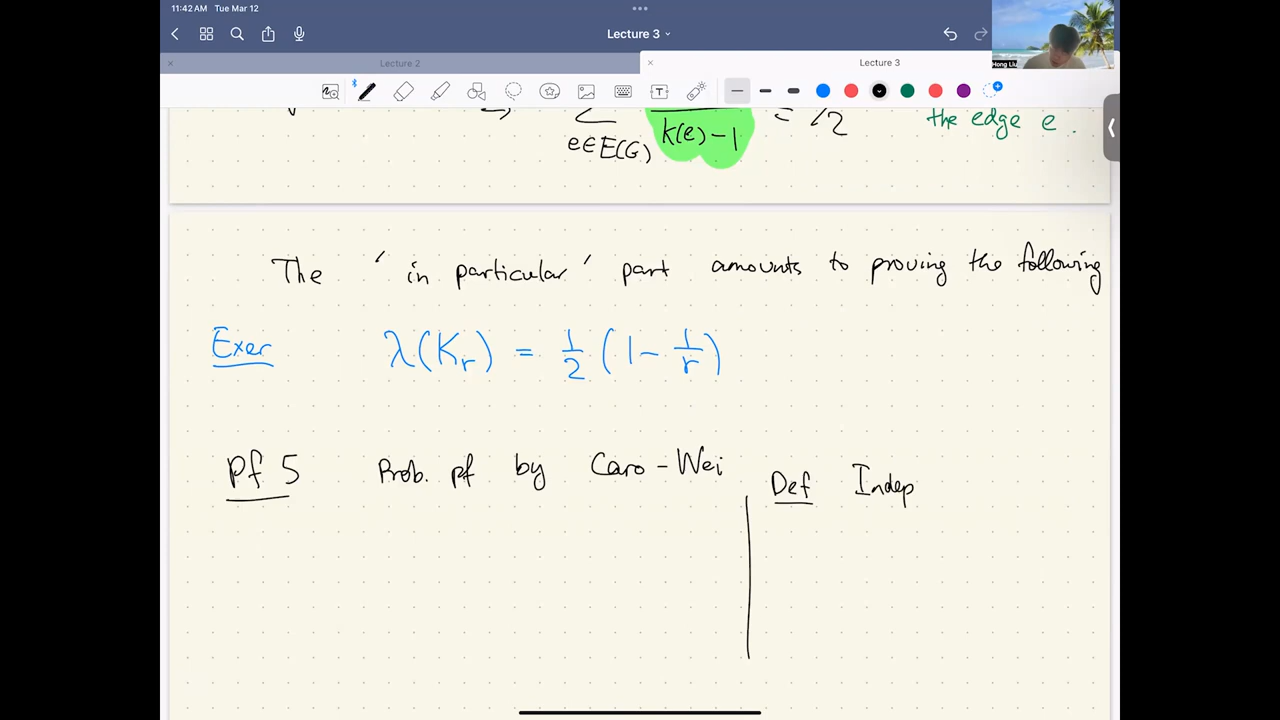 11:42 AM Tue Mar 12
Lecture 3
Lecture 2
Lecture 3
Hong Liu
e∈E(G)
k(e) - 1
the edge e.
The 'in particular' part amounts to proving the following
Exer λ(Kr) = 1/2 (1 - 1/r)
Pf 5 Prob. pf by Caro-Wei
Def Indep